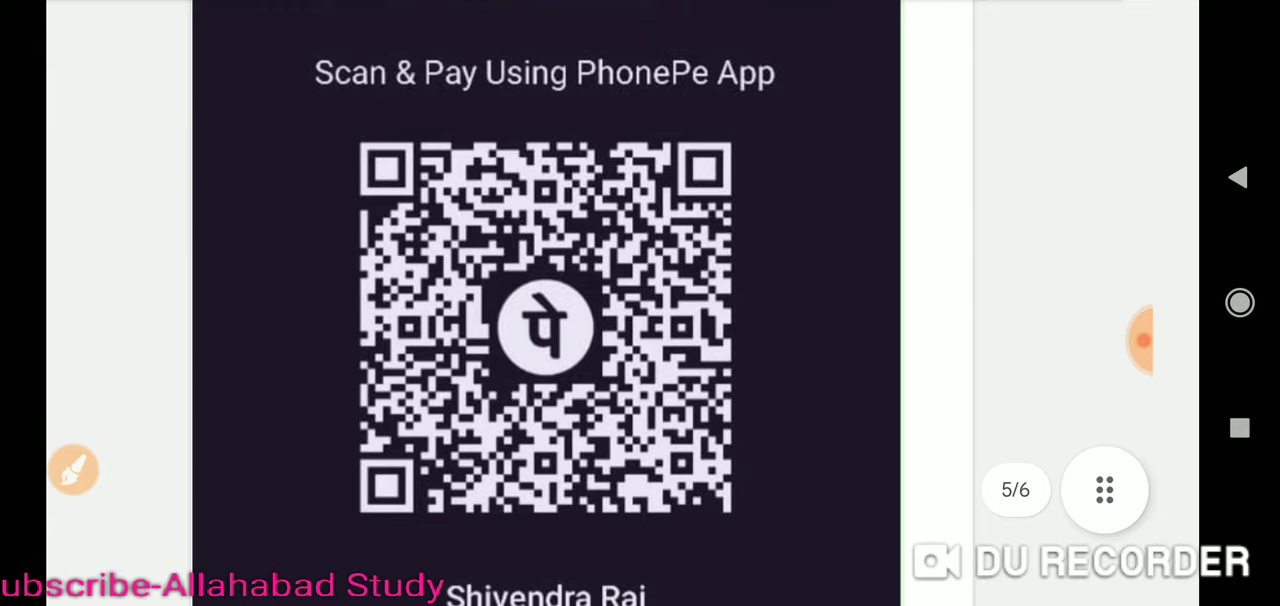 Scan & Pay Using PhonePe App
पे
5/6
DU RECORDER
ubscribe-Allahabad Study
Shivendra Rai